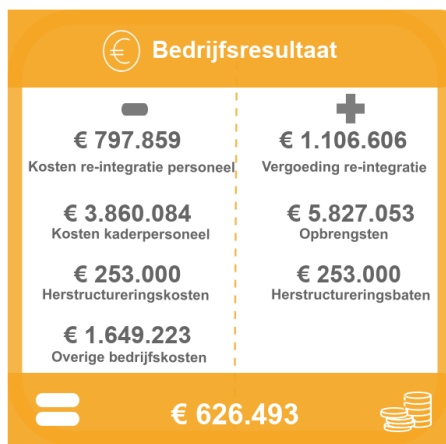 Bedrijfsresultaat
€ 797.859
Kosten re-integratie personeel
€ 3.860.084
Kosten kaderpersoneel
€ 253.000
Herstructureringskosten
€ 1.649.223
Overige bedrijfskosten
€ 1.106.606
Vergoeding re-integratie
€ 5.827.053
Opbrengsten
€ 253.000
Herstructureringsbaten
€ 626.493